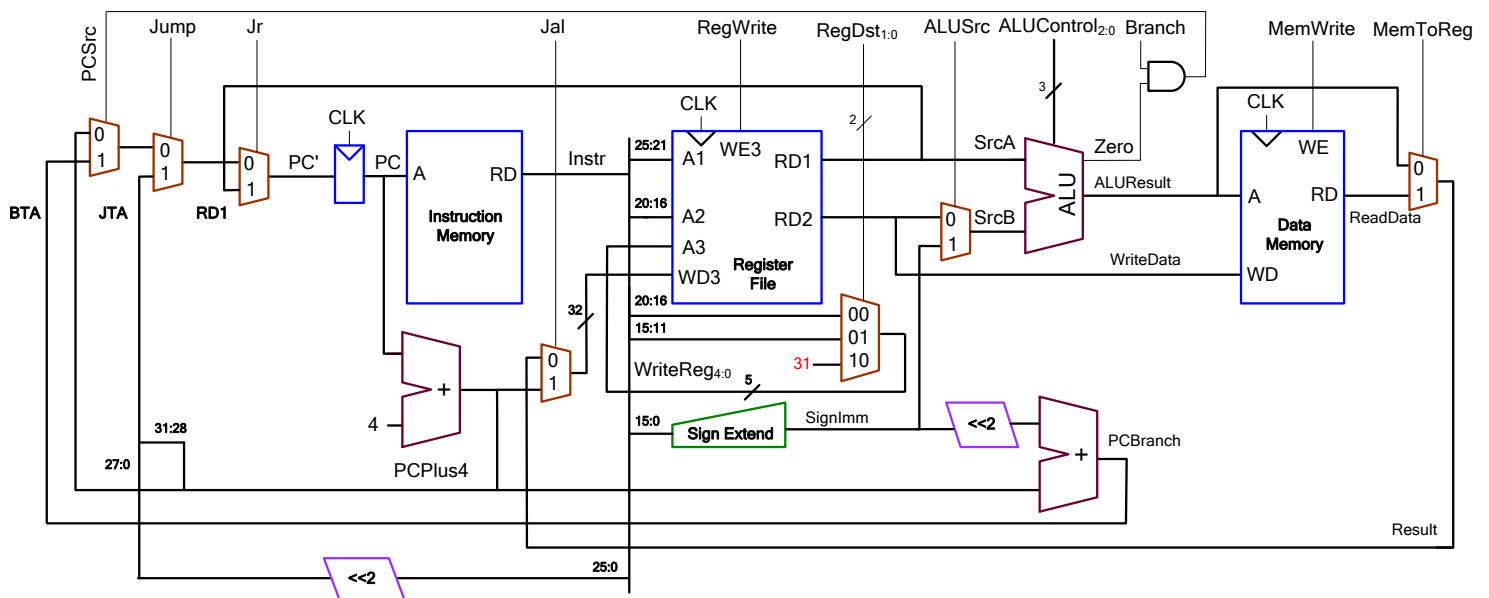 Jump
Jr
Jal
RegWrite
RegDst1:0
ALUSrc
ALUControl2:0
Branch
MemWrite
MemToReg
PCSrc
CLK
CLK
CLK
3
2
0
1
0
1
0
1
PC'
PC
A
RD
Instruction
Memory
Instr
25:21
20:16
A1
A2
A3
WD3
WE3
RD1
RD2
Register
File
SrcA
SrcB
0
1
ALU
Zero
ALUResult
WE
A
RD
Data
Memory
WD
0
1
ReadData
WriteData
BTA
JTA
RD1
20:16
15:11
00
01
10
31
32
0
1
WriteReg4:0
5
+
4
PCPlus4
15:0
Sign Extend
SignImm
<<2
+
PCBranch
31:28
27:0
Result
<<2
25:0